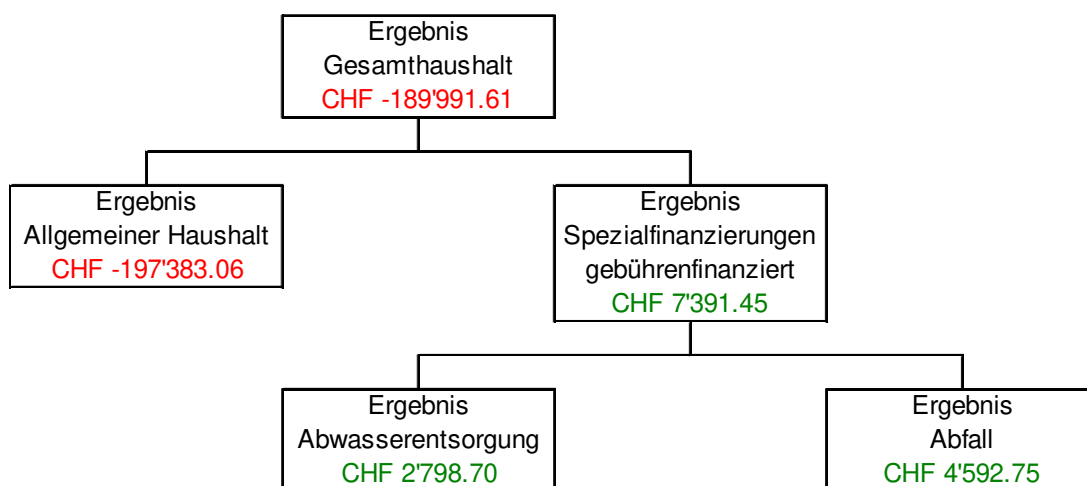 Ergebnis
Gesamthaushalt
CHF -189'991.61
Ergebnis
Allgemeiner Haushalt
CHF -197'383.06
Ergebnis
Spezialfinanzierungen
gebührenfinanziert
CHF 7'391.45
Ergebnis
Abwasserentsorgung
CHF 2'798.70
Ergebnis
Abfall
CHF 4'592.75